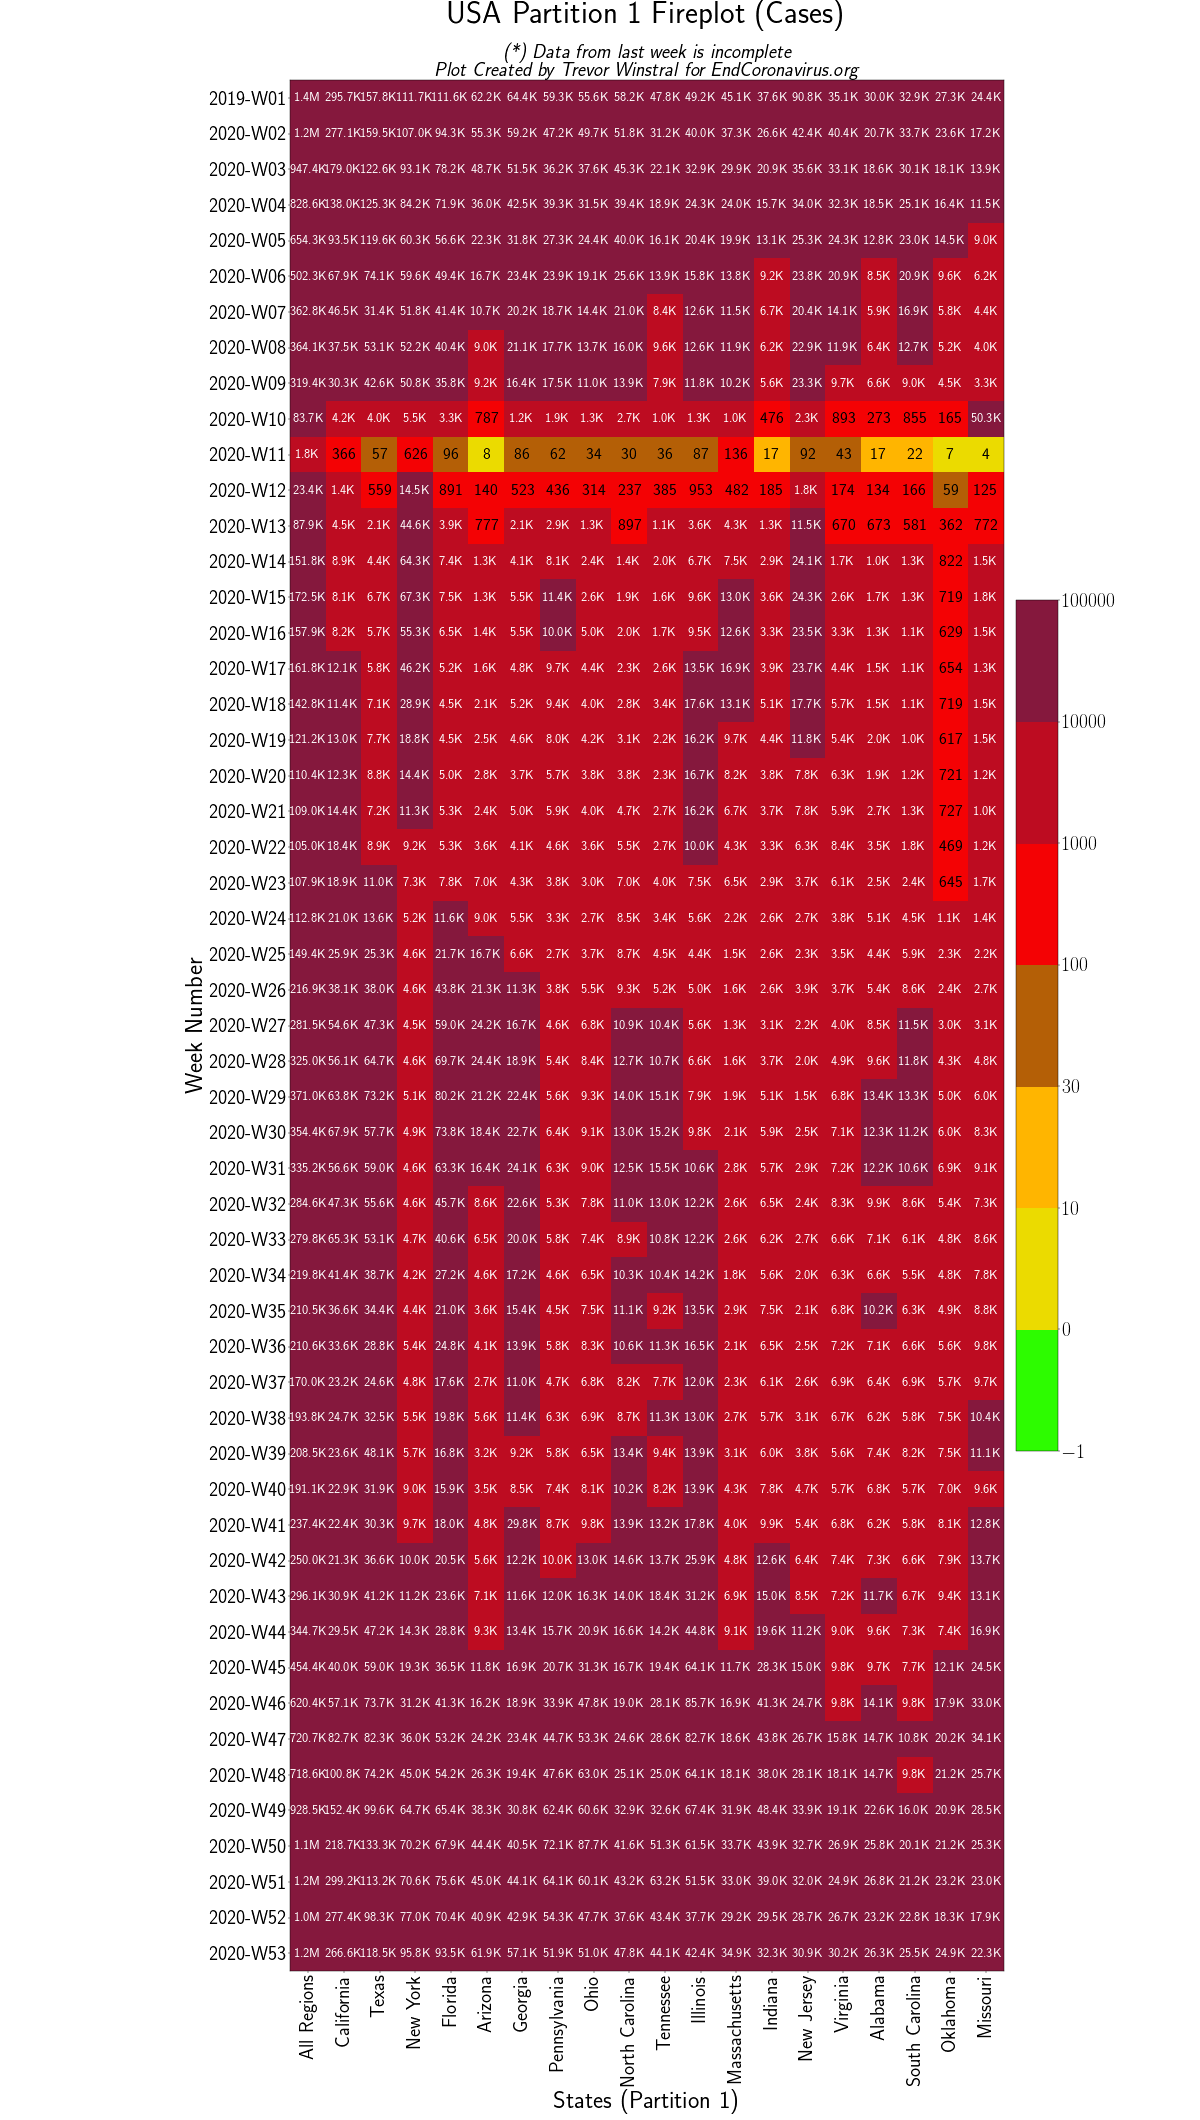 USA Partition 1 Fireplot (Cases)
(*) Data from last week is incomplete
Plot Created by Trevor Winstral for EndCoronavirus.org
2019-W01 1.4M 295.7K 157.8K 111.7K 111.6K 62.2K 64.4K 59.3K 55.6K 58.2K 47.8K 49.2K 45.1K 37.6K 90.8K 35.1K 30.0K 32.9K 27.3K 24.4K
2020-W02 1.2M 277.1K 159.5K 107.0K 94.3K 55.3K 59.2K 47.2K 49.7K 51.8K 31.2K 40.0K 37.3K 26.6K 42.4K 40.4K 20.7K 33.7K 23.6K 17.2K
2020-W03 947.4K 179.0K 122.6K 93.1K 78.2K 48.7K 51.5K 36.2K 37.6K 45.3K 22.1K 32.9K 29.9K 20.9K 35.6K 33.1K 18.6K 30.1K 18.1K 13.9K
2020-W04 828.6K 138.0K 125.3K 84.2K 71.9K 36.0K 42.5K 39.3K 31.5K 39.4K 18.9K 24.3K 24.0K 15.7K 34.0K 32.3K 18.5K 25.1K 16.4K 11.5K
2020-W05 654.3K 93.5K 119.6K 60.3K 56.6K 22.3K 31.8K 27.3K 24.4K 40.0K 16.1K 20.4K 19.9K 13.1K 25.3K 24.3K 12.8K 23.0K 14.5K 9.0K
2020-W06 502.3K 67.9K 74.1K 59.6K 49.4K 16.7K 23.4K 23.9K 19.1K 25.6K 13.9K 15.8K 13.8K 9.2K 23.8K 20.9K 8.5K 20.9K 9.6K 6.2K
2020-W07 362.8K 46.5K 31.4K 51.8K 41.4K 10.7K 20.2K 18.7K 14.4K 21.0K 8.4K 12.6K 11.5K 6.7K 20.4K 14.1K 5.9K 16.9K 5.8K 4.4K
2020-W08 364.1K 37.5K 53.1K 52.2K 40.4K 9.0K 21.1K 17.7K 13.7K 16.0K 9.6K 12.6K 11.9K 6.2K 22.9K 11.9K 6.4K 12.7K 5.2K 4.0K
2020-W09 319.4K 30.3K 42.6K 50.8K 35.8K 9.2K 16.4K 17.5K 11.0K 13.9K 7.9K 11.8K 10.2K 5.6K 23.3K 9.7K 6.6K 9.0K 4.5K 3.3K
2020-W10 83.7K 4.2K 4.0K 5.5K 3.3K 787 1.2K 1.9K 1.3K 2.7K 1.0K 1.3K 1.0K 476 2.3K 893 273 855 165 50.3K
2020-W11 1.8K 366 57 626 96 8 86 62 34 30 36 87 136 17 92 43 17 22 7 4
2020-W12 23.4K 1.4K 559 14.5K 891 140 523 436 314 237 385 953 482 185 1.8K 174 134 166 59 125
2020-W13 87.9K 4.5K 2.1K 44.6K 3.9K 777 2.1K 2.9K 1.3K 897 1.1K 3.6K 4.3K 1.3K 11.5K 670 673 581 362 772
2020-W14 151.8K 8.9K 4.4K 64.3K 7.4K 1.3K 4.1K 8.1K 2.4K 1.4K 2.0K 6.7K 7.5K 2.9K 24.1K 1.7K 1.0K 1.3K 822 1.5K
2020-W15 172.5K 8.1K 6.7K 67.3K 7.5K 1.3K 5.5K 11.4K 2.6K 1.9K 1.6K 9.6K 13.0K 3.6K 24.3K 2.6K 1.7K 1.3K 719 1.8K
2020-W16 157.9K 8.2K 5.7K 55.3K 6.5K 1.4K 5.5K 10.0K 5.0K 2.0K 1.7K 9.5K 12.6K 3.3K 23.5K 3.3K 1.3K 1.1K 629 1.5K
2020-W17 161.8K 12.1K 5.8K 46.2K 5.2K 1.6K 4.8K 9.7K 4.4K 2.3K 2.6K 13.5K 16.9K 3.9K 23.7K 4.4K 1.5K 1.1K 654 1.3K
2020-W18 142.8K 11.4K 7.1K 28.9K 4.5K 2.1K 5.2K 9.4K 4.0K 2.8K 3.4K 17.6K 13.1K 5.1K 17.7K 5.7K 1.5K 1.1K 719 1.5K
2020-W19 121.2K 13.0K 7.7K 18.8K 4.5K 2.5K 4.6K 8.0K 4.2K 3.1K 2.2K 16.2K 9.7K 4.4K 11.8K 5.4K 2.0K 1.0K 617 1.5K
2020-W20 110.4K 12.3K 8.8K 14.4K 5.0K 2.8K 3.7K 5.7K 3.8K 3.8K 2.3K 16.7K 8.2K 3.8K 7.8K 6.3K 1.9K 1.2K 721 1.2K
2020-W21 109.0K 14.4K 7.2K 11.3K 5.3K 2.4K 5.0K 5.9K 4.0K 4.7K 2.7K 16.2K 6.7K 3.7K 7.8K 5.9K 2.7K 1.3K 727 1.0K
2020-W22 105.0K 18.4K 8.9K 9.2K 5.3K 3.6K 4.1K 4.6K 3.6K 5.5K 2.7K 10.0K 4.3K 3.3K 6.3K 8.4K 3.5K 1.8K 469 1.2K
2020-W23 107.9K 18.9K 11.0K 7.3K 7.8K 7.0K 4.3K 3.8K 3.0K 7.0K 4.0K 7.5K 6.5K 2.9K 3.7K 6.1K 2.5K 2.4K 645 1.7K
2020-W24 112.8K 21.0K 13.6K 5.2K 11.6K 9.0K 5.5K 3.3K 2.7K 8.5K 3.4K 5.6K 2.2K 2.6K 2.7K 3.8K 5.1K 4.5K 1.1K 1.4K
2020-W25 149.4K 25.9K 25.3K 4.6K 21.7K 16.7K 6.6K 2.7K 3.7K 8.7K 4.5K 4.4K 1.5K 2.6K 2.3K 3.5K 4.4K 5.9K 2.3K 2.2K
2020-W26 216.9K 38.1K 38.0K 4.6K 43.8K 21.3K 11.3K 3.8K 5.5K 9.3K 5.2K 5.0K 1.6K 2.6K 3.9K 3.7K 5.4K 8.6K 2.4K 2.7K
2020-W27 281.5K 54.6K 47.3K 4.5K 59.0K 24.2K 16.7K 4.6K 6.8K 10.9K 10.4K 5.6K 1.3K 3.1K 2.2K 4.0K 8.5K 11.5K 3.0K 3.1K
2020-W28 325.0K 56.1K 64.7K 4.6K 69.7K 24.4K 18.9K 5.4K 8.4K 12.7K 10.7K 6.6K 1.6K 3.7K 2.0K 4.9K 9.6K 11.8K 4.3K 4.8K
2020-W29 371.0K 63.8K 73.2K 5.1K 80.2K 21.2K 22.4K 5.6K 9.3K 14.0K 15.1K 7.9K 1.9K 5.1K 1.5K 6.8K 13.4K 13.3K 5.0K 6.0K
2020-W30 354.4K 67.9K 57.7K 4.9K 73.8K 18.4K 22.7K 6.4K 9.1K 13.0K 15.2K 9.8K 2.1K 5.9K 2.5K 7.1K 12.3K 11.2K 6.0K 8.3K
2020-W31 335.2K 56.6K 59.0K 4.6K 63.3K 16.4K 24.1K 6.3K 9.0K 12.5K 15.5K 10.6K 2.8K 5.7K 2.9K 7.2K 12.2K 10.6K 6.9K 9.1K
2020-W32 284.6K 47.3K 55.6K 4.6K 45.7K 8.6K 22.6K 5.3K 7.8K 11.0K 13.0K 12.2K 2.6K 6.5K 2.4K 8.3K 9.9K 8.6K 5.4K 7.3K
2020-W33 279.8K 65.3K 53.1K 4.7K 40.6K 6.5K 20.0K 5.8K 7.4K 8.9K 10.8K 12.2K 2.6K 6.2K 2.7K 6.6K 7.1K 6.1K 4.8K 8.6K
2020-W34 219.8K 41.4K 38.7K 4.2K 27.2K 4.6K 17.2K 4.6K 6.5K 10.3K 10.4K 14.2K 1.8K 5.6K 2.0K 6.3K 6.6K 5.5K 4.8K 7.8K
2020-W35 210.5K 36.6K 34.4K 4.4K 21.0K 3.6K 15.4K 4.5K 7.5K 11.1K 9.2K 13.5K 2.9K 7.5K 2.1K 6.8K 10.2K 6.3K 4.9K 8.8K
2020-W36 210.6K 33.6K 28.8K 5.4K 24.8K 4.1K 13.9K 5.8K 8.3K 10.6K 11.3K 16.5K 2.1K 6.5K 2.5K 7.2K 7.1K 6.6K 5.6K 9.8K
2020-W37 170.0K 23.2K 24.6K 4.8K 17.6K 2.7K 11.0K 4.7K 6.8K 8.2K 7.7K 12.0K 2.3K 6.1K 2.6K 6.9K 6.4K 6.9K 5.7K 9.7K
2020-W38 193.8K 24.7K 32.5K 5.5K 19.8K 5.6K 11.4K 6.3K 6.9K 8.7K 11.3K 13.0K 2.7K 5.7K 3.1K 6.7K 6.2K 5.8K 7.5K 10.4K
2020-W39 208.5K 23.6K 48.1K 5.7K 16.8K 3.2K 9.2K 5.8K 6.5K 13.4K 9.4K 13.9K 3.1K 6.0K 3.8K 5.6K 7.4K 8.2K 7.5K 11.1K
2020-W40 191.1K 22.9K 31.9K 9.0K 15.9K 3.5K 8.5K 7.4K 8.1K 10.2K 8.2K 13.9K 4.3K 7.8K 4.7K 5.7K 6.8K 5.7K 7.0K 9.6K
2020-W41 237.4K 22.4K 30.3K 9.7K 18.0K 4.8K 29.8K 8.7K 9.8K 13.9K 13.2K 17.8K 4.0K 9.9K 5.4K 6.8K 6.2K 5.8K 8.1K 12.8K
2020-W42 250.0K 21.3K 36.6K 10.0K 20.5K 5.6K 12.2K 10.0K 13.0K 14.6K 13.7K 25.9K 4.8K 12.6K 6.4K 7.4K 7.3K 6.6K 7.9K 13.7K
2020-W43 296.1K 30.9K 41.2K 11.2K 23.6K 7.1K 11.6K 12.0K 16.3K 14.0K 18.4K 31.2K 6.9K 15.0K 8.5K 7.2K 11.7K 6.7K 9.4K 13.1K
2020-W44 344.7K 29.5K 47.2K 14.3K 28.8K 9.3K 13.4K 15.7K 20.9K 16.6K 14.2K 44.8K 9.1K 19.6K 11.2K 9.0K 9.6K 7.3K 7.4K 16.9K
2020-W45 454.4K 40.0K 59.0K 19.3K 36.5K 11.8K 16.9K 20.7K 31.3K 16.7K 19.4K 64.1K 11.7K 28.3K 15.0K 9.8K 9.7K 7.7K 12.1K 24.5K
2020-W46 620.4K 57.1K 73.7K 31.2K 41.3K 16.2K 18.9K 33.9K 47.8K 19.0K 28.1K 85.7K 16.9K 41.3K 24.7K 9.8K 14.1K 9.8K 17.9K 33.0K
2020-W47 720.7K 82.7K 82.3K 36.0K 53.2K 24.2K 23.4K 44.7K 53.3K 24.6K 28.6K 82.7K 18.6K 43.8K 26.7K 15.8K 14.7K 10.8K 20.2K 34.1K
2020-W48 718.6K 100.8K 74.2K 45.0K 54.2K 26.3K 19.4K 47.6K 63.0K 25.1K 25.0K 64.1K 18.1K 38.0K 28.1K 18.1K 14.7K 9.8K 21.2K 25.7K
2020-W49 928.5K 152.4K 99.6K 64.7K 65.4K 38.3K 30.8K 62.4K 60.6K 32.9K 32.6K 67.4K 31.9K 48.4K 33.9K 19.1K 22.6K 16.0K 20.9K 28.5K
2020-W50 1.1M 218.7K 133.3K 70.2K 67.9K 44.4K 40.5K 72.1K 87.7K 41.6K 51.3K 61.5K 33.7K 43.9K 32.7K 26.9K 25.8K 20.1K 21.2K 25.3K
2020-W51 1.2M 299.2K 113.2K 70.6K 75.6K 45.0K 44.1K 64.1K 60.1K 43.2K 63.2K 51.5K 33.0K 39.0K 32.0K 24.9K 26.8K 21.2K 23.2K 23.0K
2020-W52 1.0M 277.4K 98.3K 77.0K 70.4K 40.9K 42.9K 54.3K 47.7K 37.6K 43.4K 37.7K 29.2K 29.5K 28.7K 26.7K 23.2K 22.8K 18.3K 17.9K
2020-W53 1.2M 266.6K 118.5K 95.8K 93.5K 61.9K 57.1K 51.9K 51.0K 47.8K 44.1K 42.4K 34.9K 32.3K 30.9K 30.2K 26.3K 25.5K 24.9K 22.3K
Week Number
All Regions
California
Texas
New York
Florida
Arizona
Georgia
Pennsylvania
Ohio
North Carolina
Tennessee
Illinois
Massachusetts
Indiana
New Jersey
Virginia
Alabama
South Carolina
Oklahoma
Missouri
States (Partition 1)
100000
10000
1000
100
30
10
0
−1